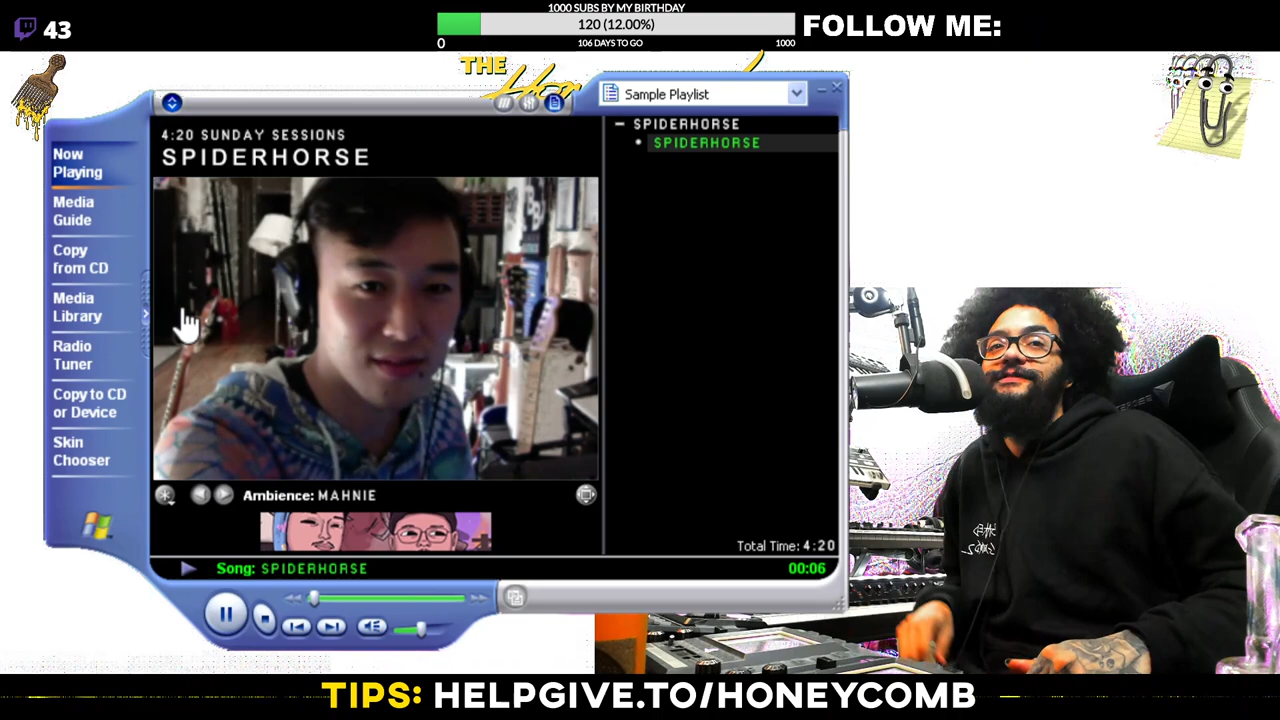 43
1000 SUBS BY MY BIRTHDAY
120 (12.00%)
0
106 DAYS TO GO
1000
FOLLOW ME:
THE
Sample Playlist
4:20 SUNDAY SESSIONS
SPIDERHORSE
SPIDERHORSE
SPIDERHORSE
Now
Playing
Media
Guide
Copy
from CD
Media
Library
Radio
Tuner
Copy to CD
or Device
Skin
Chooser
Ambience: MAHNIE
Total Time: 4:20
Song: SPIDERHORSE
00:06
TIPS: HELPGIVE.TO/HONEYCOMB